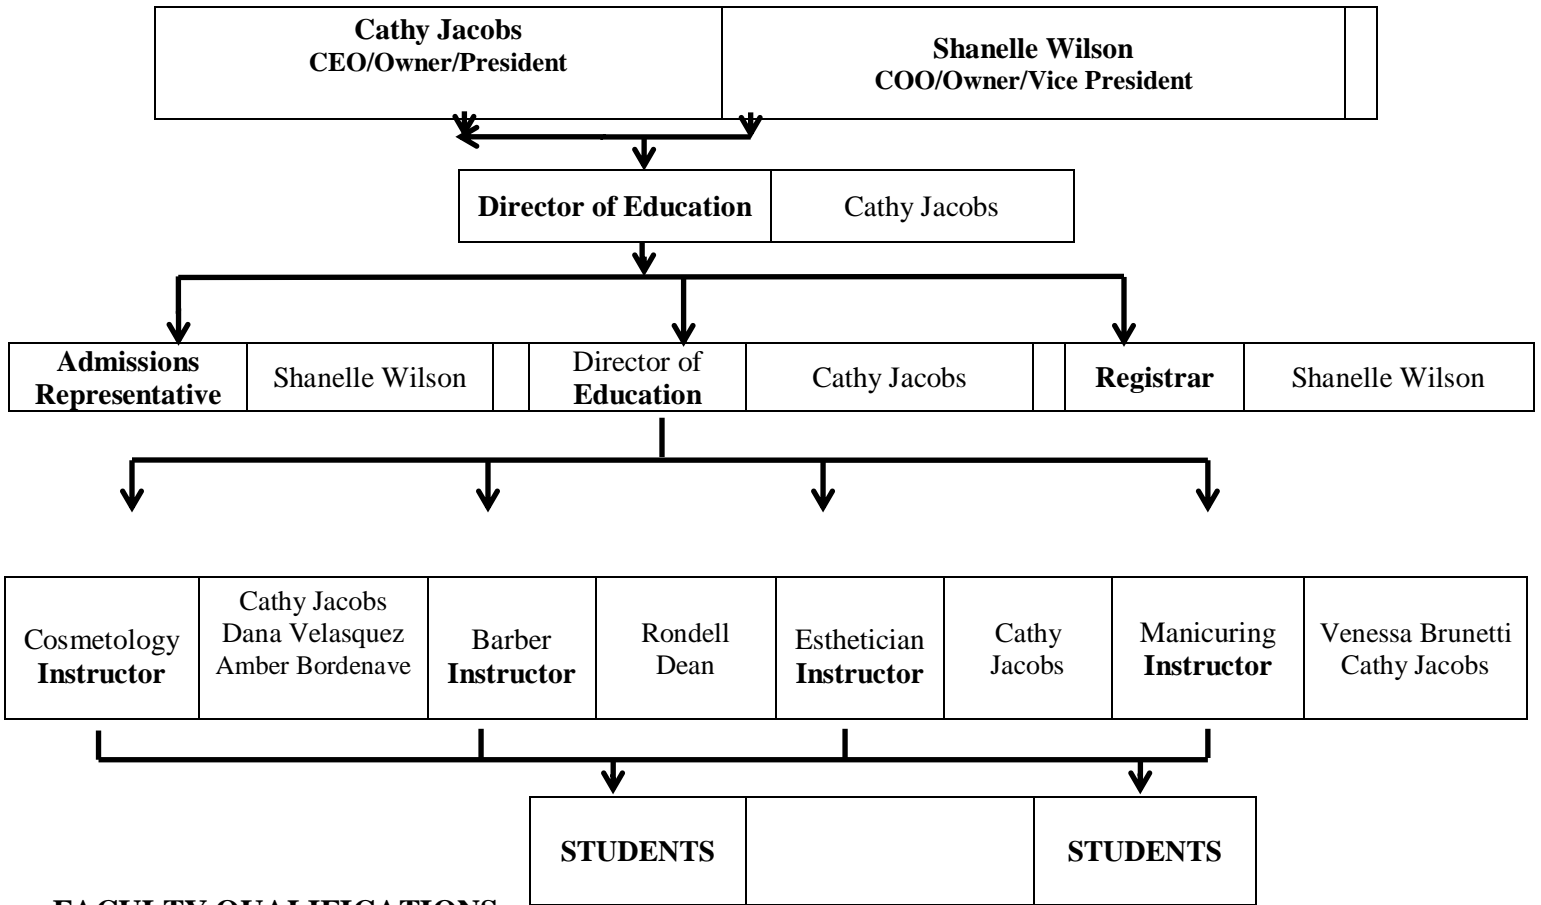 Cathy Jacobs
CEO/Owner/President
Shanelle Wilson
COO/Owner/Vice President
Director of Education
Cathy Jacobs
Admissions
Representative
Shanelle Wilson
Director of
Education
Cathy Jacobs
Registrar
Shanelle Wilson
Cosmetology
Instructor
Cathy Jacobs
Dana Velasquez
Amber Bordenave
Barber
Instructor
Rondell
Dean
Esthetician
Instructor
Cathy
Jacobs
Manicuring
Instructor
Venessa Brunetti
Cathy Jacobs
STUDENTS
STUDENTS
FACULTY QUALIFICATIONS